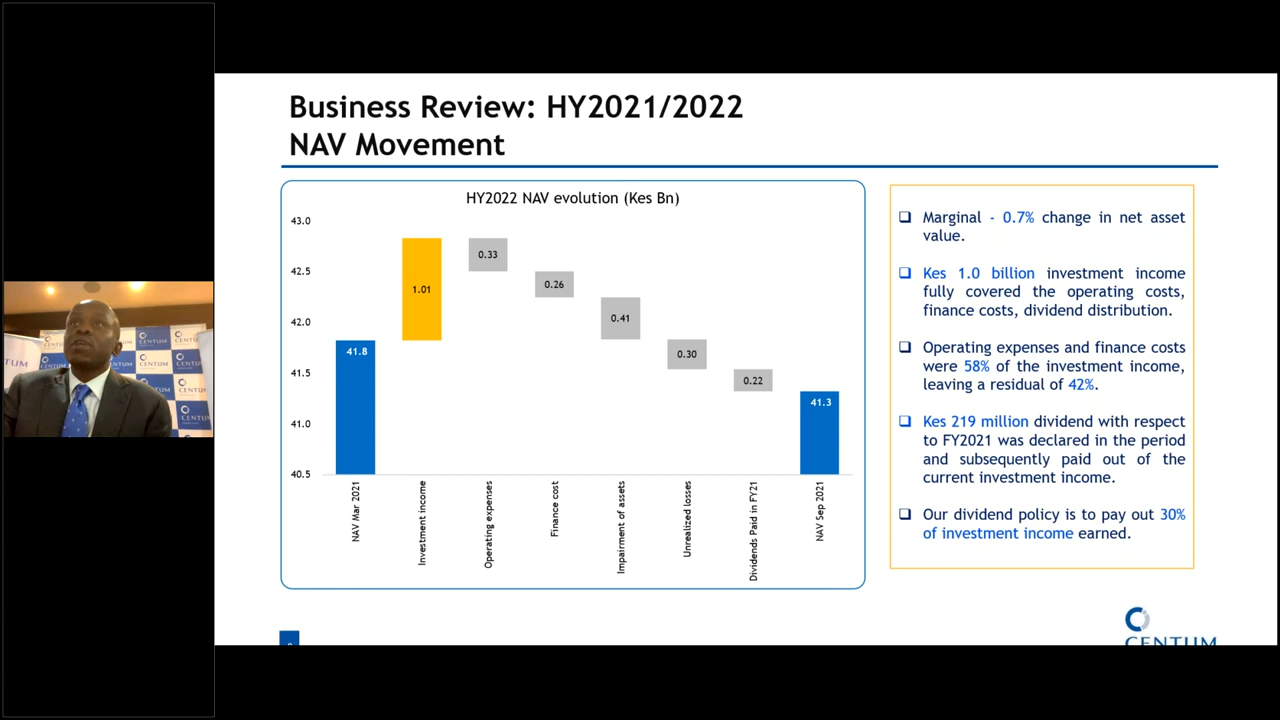 Business Review: HY2021/2022
NAV Movement
HY2022 NAV evolution (Kes Bn)
43.0
42.5
42.0
41.5
41.0
40.5
41.8
1.01
0.33
0.26
0.41
0.30
0.22
41.3
NAV Mar 2021
Investment income
Operating expenses
Finance cost
Impairment of assets
Unrealized losses
Dividends Paid in FY21
NAV Sep 2021
Marginal - 0.7% change in net asset
value.
Kes 1.0 billion investment income
fully covered the operating costs,
finance costs, dividend distribution.
Operating expenses and finance costs
were 58% of the investment income,
leaving a residual of 42%.
Kes 219 million dividend with respect
to FY2021 was declared in the period
and subsequently paid out of the
current investment income.
Our dividend policy is to pay out 30%
of investment income earned.
CENTUM
CENTUM
CENTUM
CENTUM